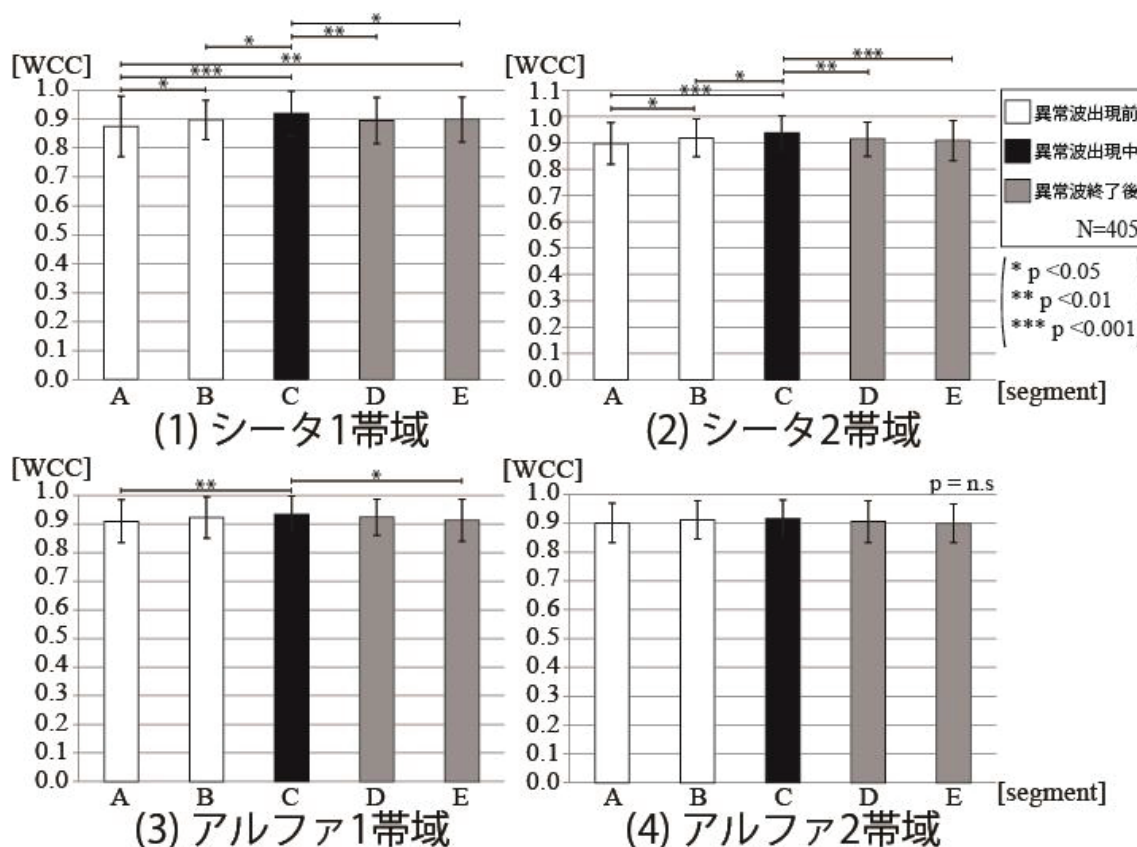 *
**
*
**
***
*
[WCC]
1.0
0.9
0.8
0.7
0.6
0.5
0.4
0.3
0.2
0.1
0.0
A B C D E
(1) シータ1帯域
***
**
*
***
*
[WCC]
1.1
1.0
0.9
0.8
0.7
0.6
0.5
0.4
0.3
0.2
0.1
0.0
A B C D E
[segment]
(2) シータ2帯域
異常波出現前
異常波出現中
異常波終了後
N=405
* p <0.05
** p <0.01
*** p <0.001
[WCC]
** *
1.0
0.9
0.8
0.7
0.6
0.5
0.4
0.3
0.2
0.1
0.0
A B C D E
(3) アルファ1帯域
[WCC]
p = n.s
1.0
0.9
0.8
0.7
0.6
0.5
0.4
0.3
0.2
0.1
0.0
A B C D E
[segment]
(4) アルファ2帯域